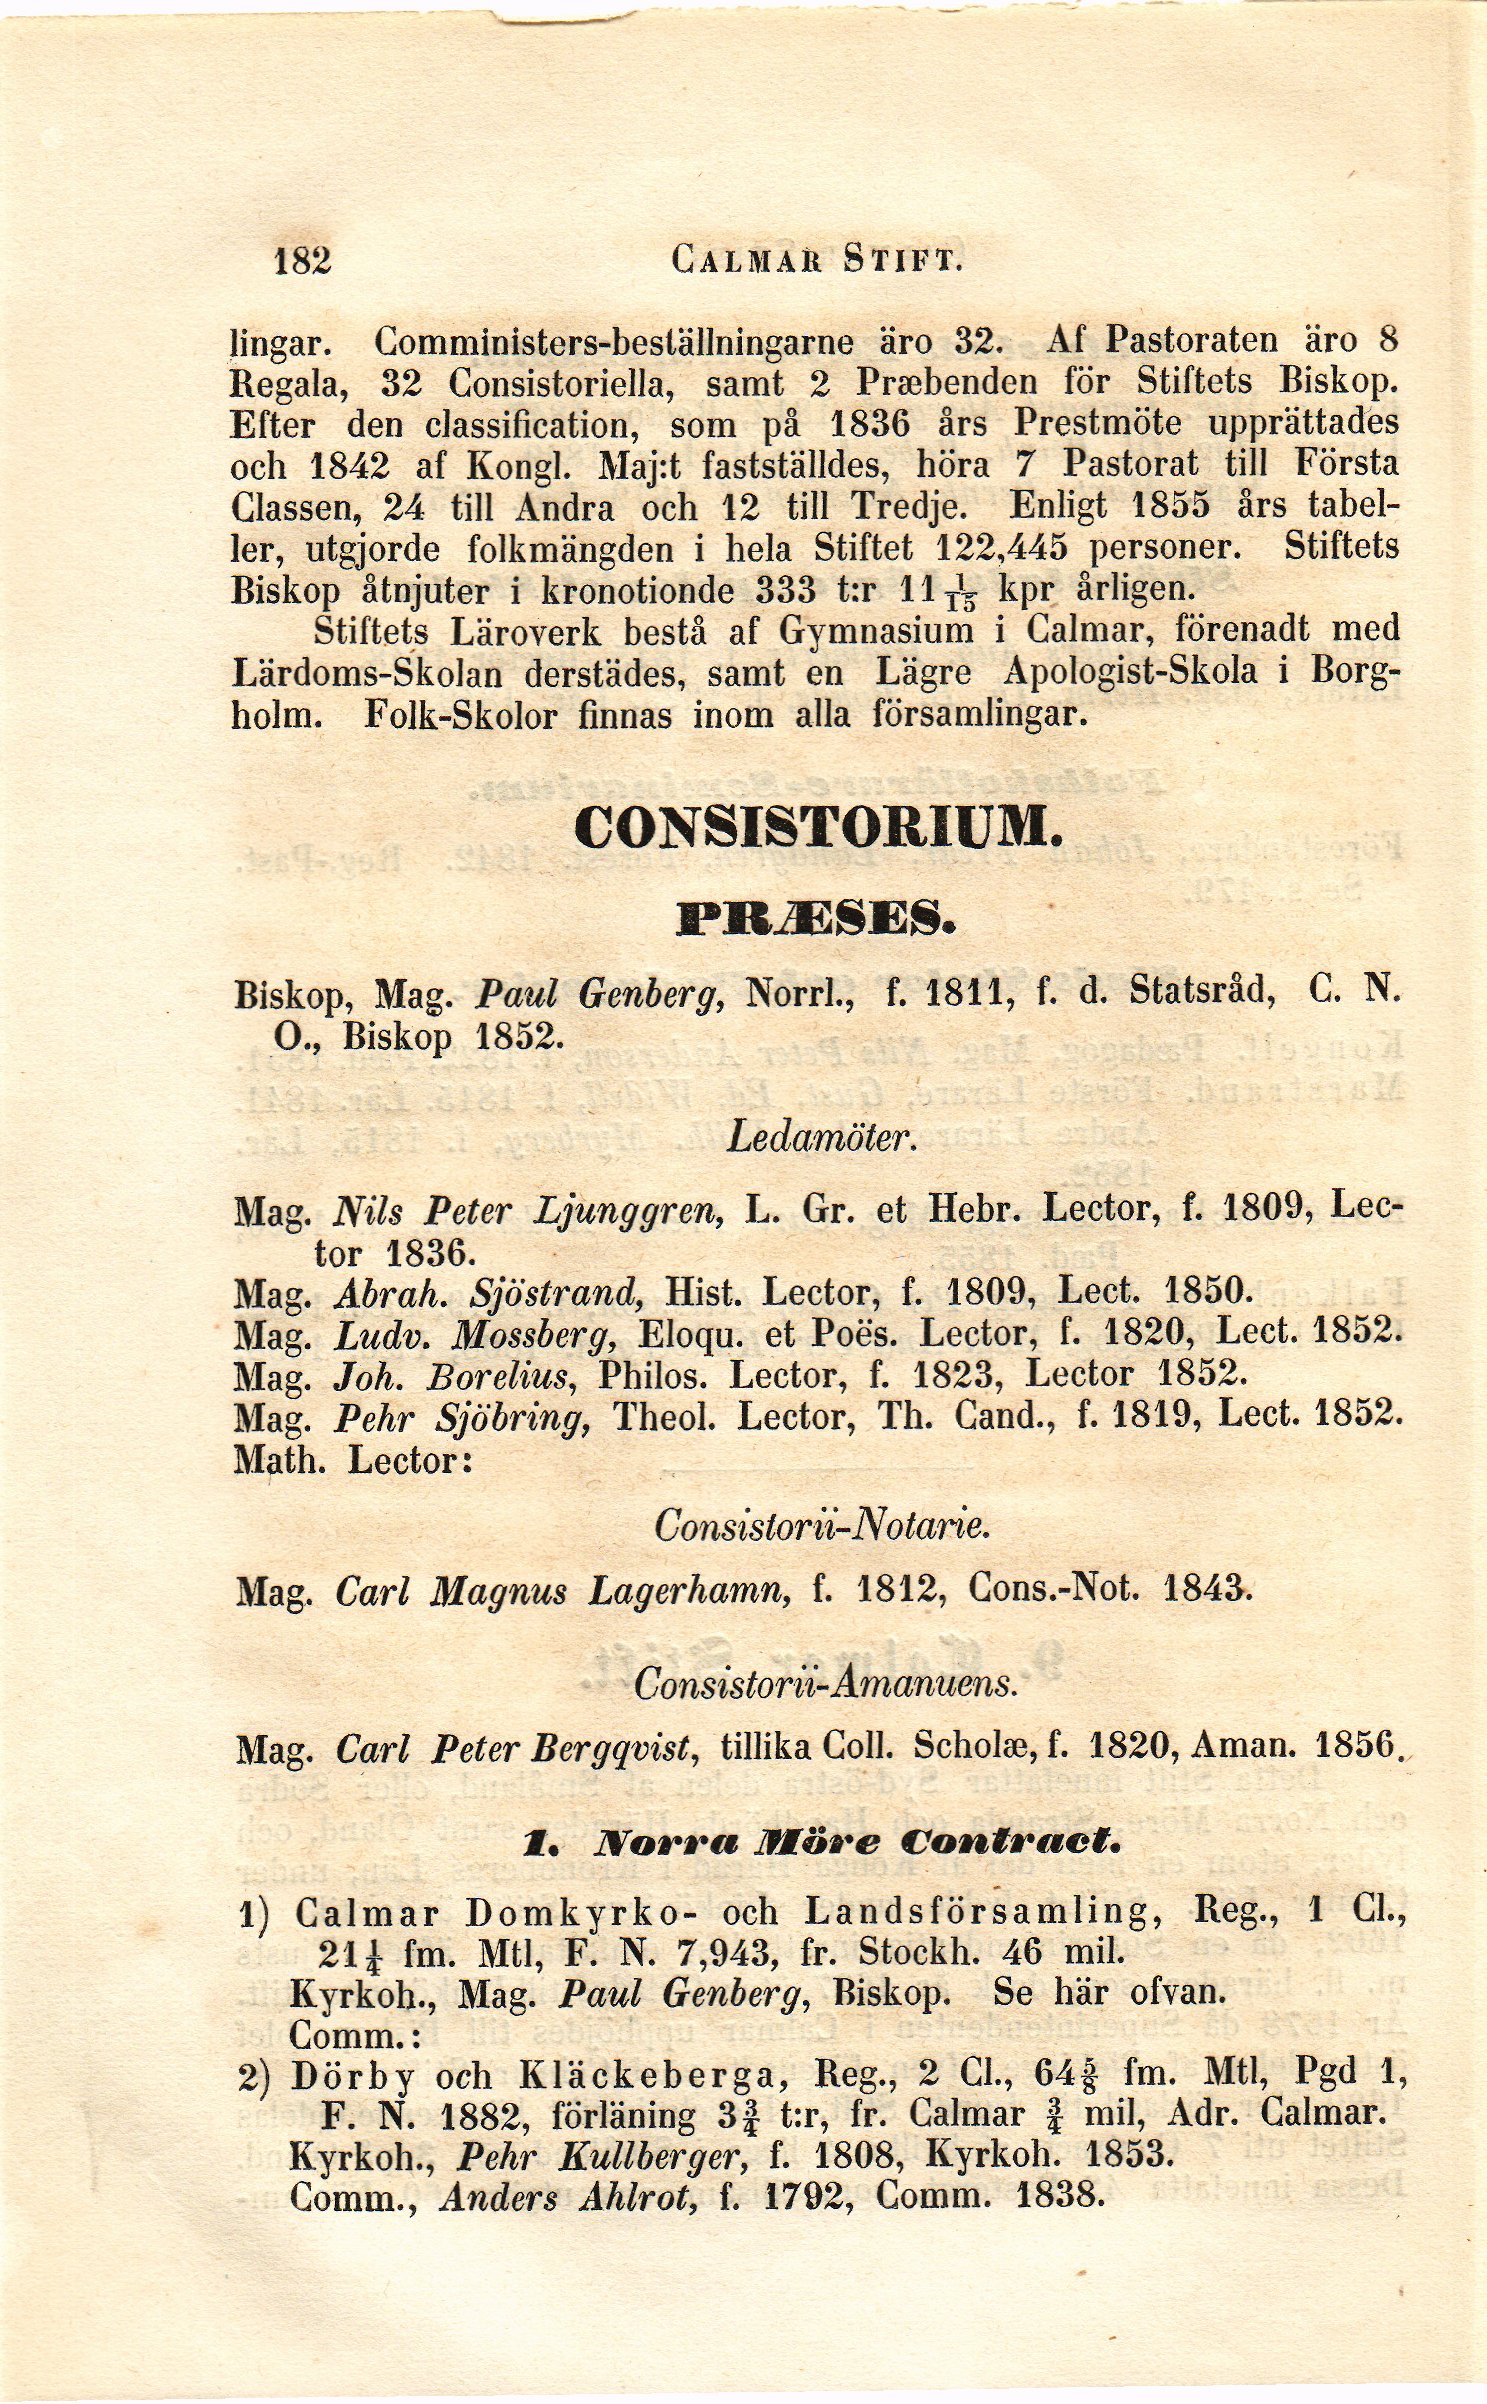 182 CALMAR STIFT.
lingar. Comministers-beställningarne äro 32. Af Pastoraten äro 8
Regala, 32 Consistoriella, samt 2 Præbenden för Stiftets Biskop.
Efter den classification, som på 1836 års Prestmöte upprättades
och 1842 af Kongl. Maj:t fastställdes, höra 7 Pastorat till Första
Classen, 24 till Andra och 12 till Tredje. Enligt 1855 års tabel-
ler, utgjorde folkmängden i hela Stiftet 122,445 personer. Stiftets
Biskop åtnjuter i kronotionde 333 t:r 11 1/15 kpr årligen.
Stiftets Läroverk bestå af Gymnasium i Calmar, förenadt med
Lärdoms-Skolan derstädes, samt en Lägre Apologist-Skola i Borg-
holm. Folk-Skolor finnas inom alla församlingar.
CONSISTORIUM.
PRÆSES.
Biskop, Mag. Paul Genberg, Norrl., f. 1811, f. d. Statsråd, C. N.
O., Biskop 1852.
Ledamöter.
Mag. Nils Peter Ljunggren, L. Gr. et Hebr. Lector, f. 1809, Lec-
tor 1836.
Mag. Abrah. Sjöstrand, Hist. Lector, f. 1809, Lect. 1850.
Mag. Ludv. Mossberg, Eloqu. et Poës. Lector, f. 1820, Lect. 1852.
Mag. Joh. Borelius, Philos. Lector, f. 1823, Lector 1852.
Mag. Pehr Sjöbring, Theol. Lector, Th. Cand., f. 1819, Lect. 1852.
Math. Lector:
Consistorii-Notarie.
Mag. Carl Magnus Lagerhamn, f. 1812, Cons.-Not. 1843.
Consistorii-Amanuens.
Mag. Carl Peter Bergqvist, tillika Coll. Scholæ, f. 1820, Aman. 1856.
1. Norra Möre Contract.
1) Calmar Domkyrko- och Landsförsamling, Reg., 1 Cl.,
21¼ fm. Mtl, F. N. 7,943, fr. Stockh. 46 mil.
Kyrkoh., Mag. Paul Genberg, Biskop. Se här ofvan.
Comm.:
2) Dörby och Kläckeberga, Reg., 2 Cl., 64⅝ fm. Mtl, Pgd 1,
F. N. 1882, förläning 3¾ t:r, fr. Calmar ¾ mil, Adr. Calmar.
Kyrkoh., Pehr Kullberger, f. 1808, Kyrkoh. 1853.
Comm., Anders Ahlrot, f. 1792, Comm. 1838.